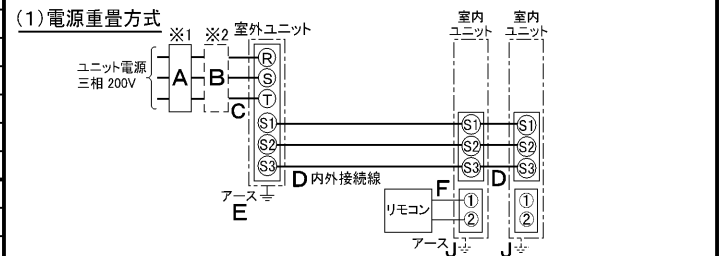 (1)電源重畳方式
※1 ※2 室外ユニット 室内ユニット 室内ユニット
ユニット電源
三相 200V
A B C
R
S
T
S1 S1 S1
S2 S2 S2
S3 S3 S3
D 内外接続線 D
アース
E
F
リモコン
① ①
② ②
アース J J